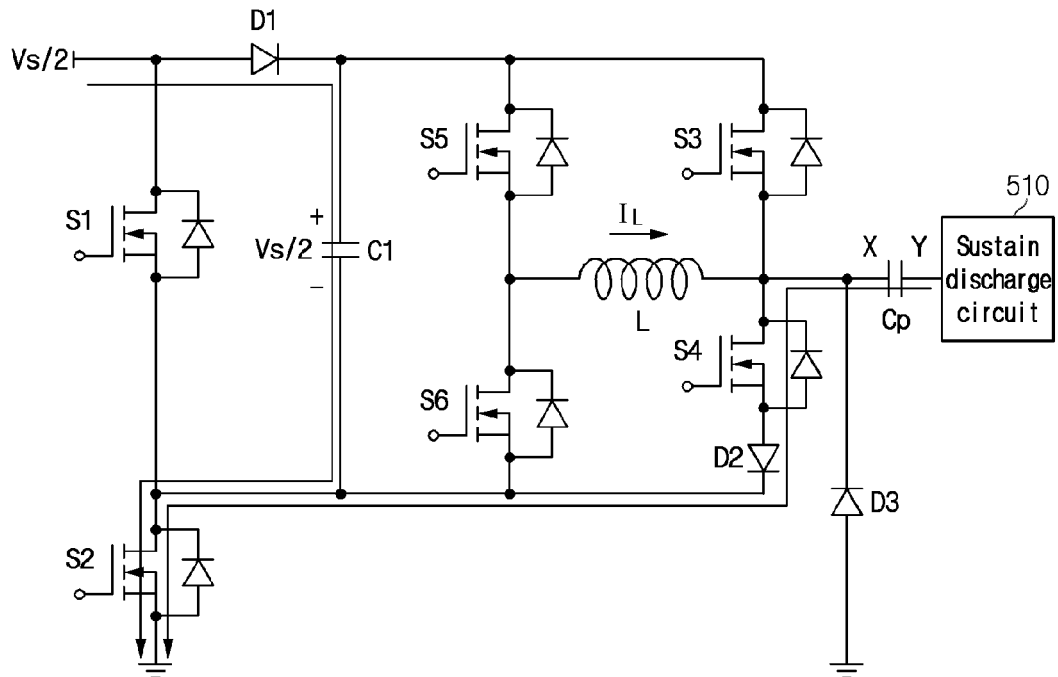 D1
Vs/2
S5
S3
510
S1
+
Vs/2
C1
−
IL
L
X
Y
Cp
Sustain
discharge
circuit
S4
S6
D2
D3
S2